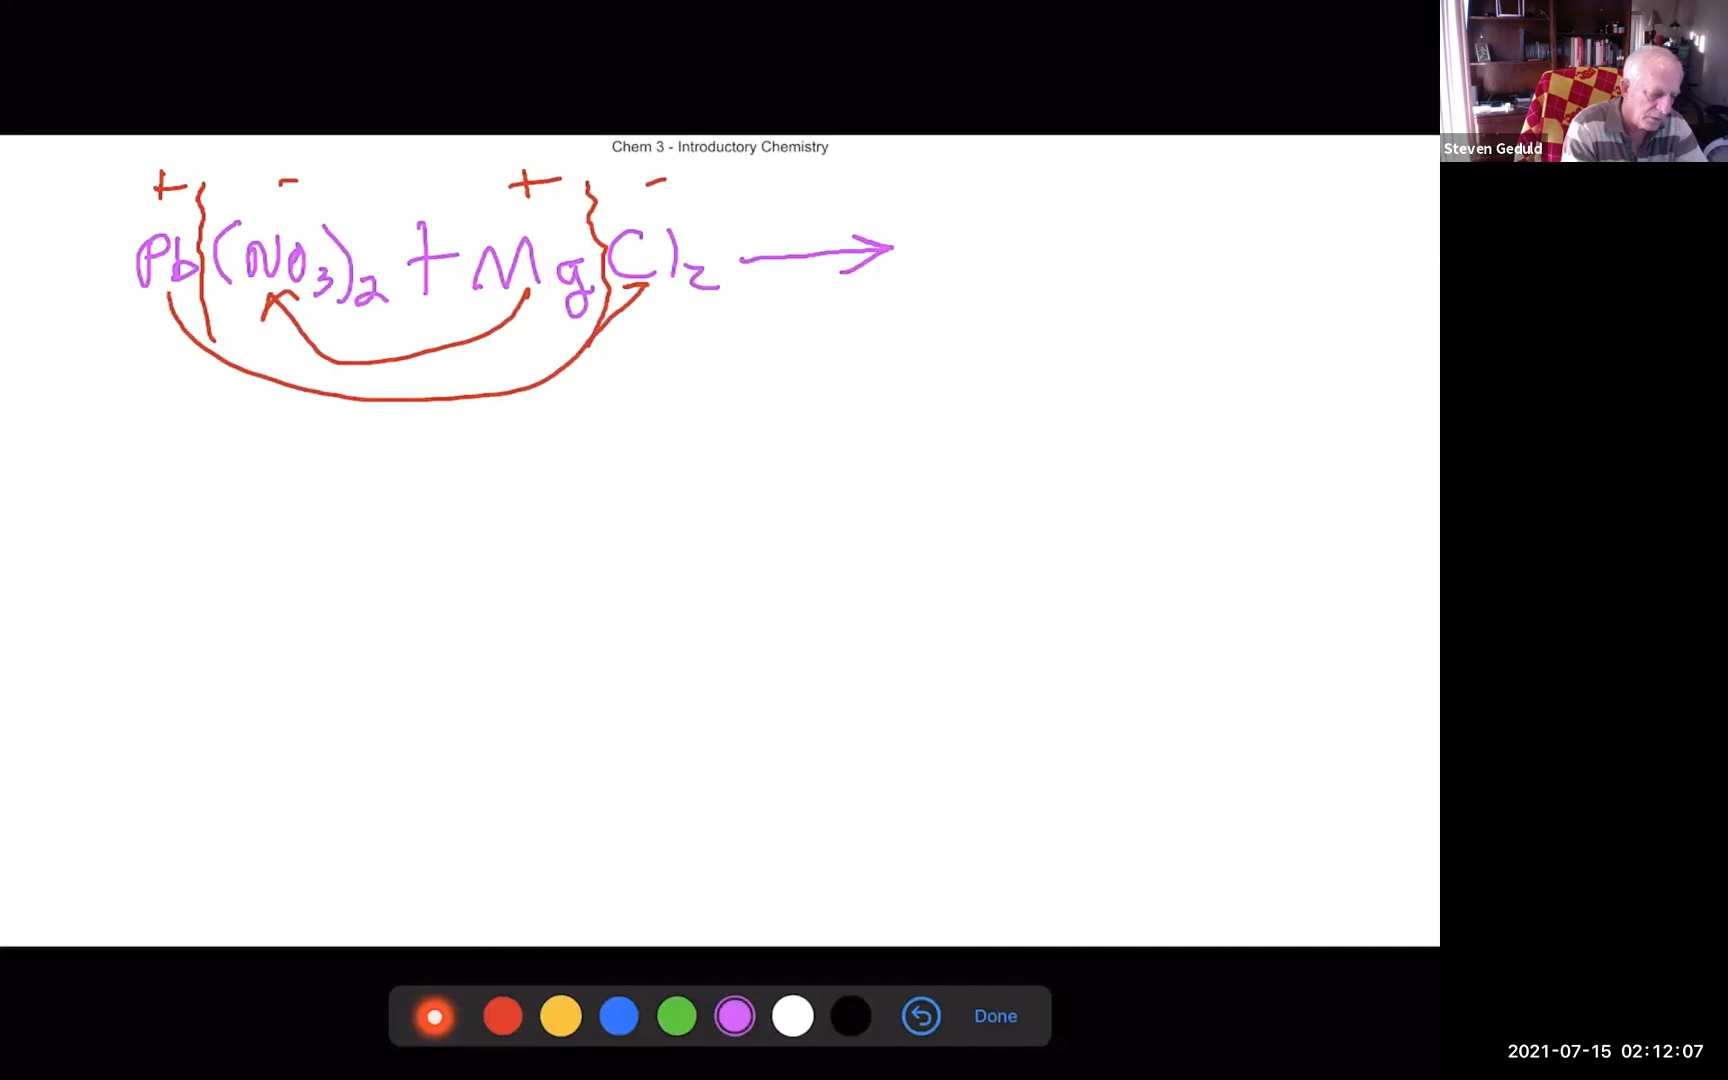 Chem 3 - Introductory Chemistry
+ - + -
Pb(NO3)2 + MgCl2 →
Steven Geduld
Done
2021-07-15 02:12:07